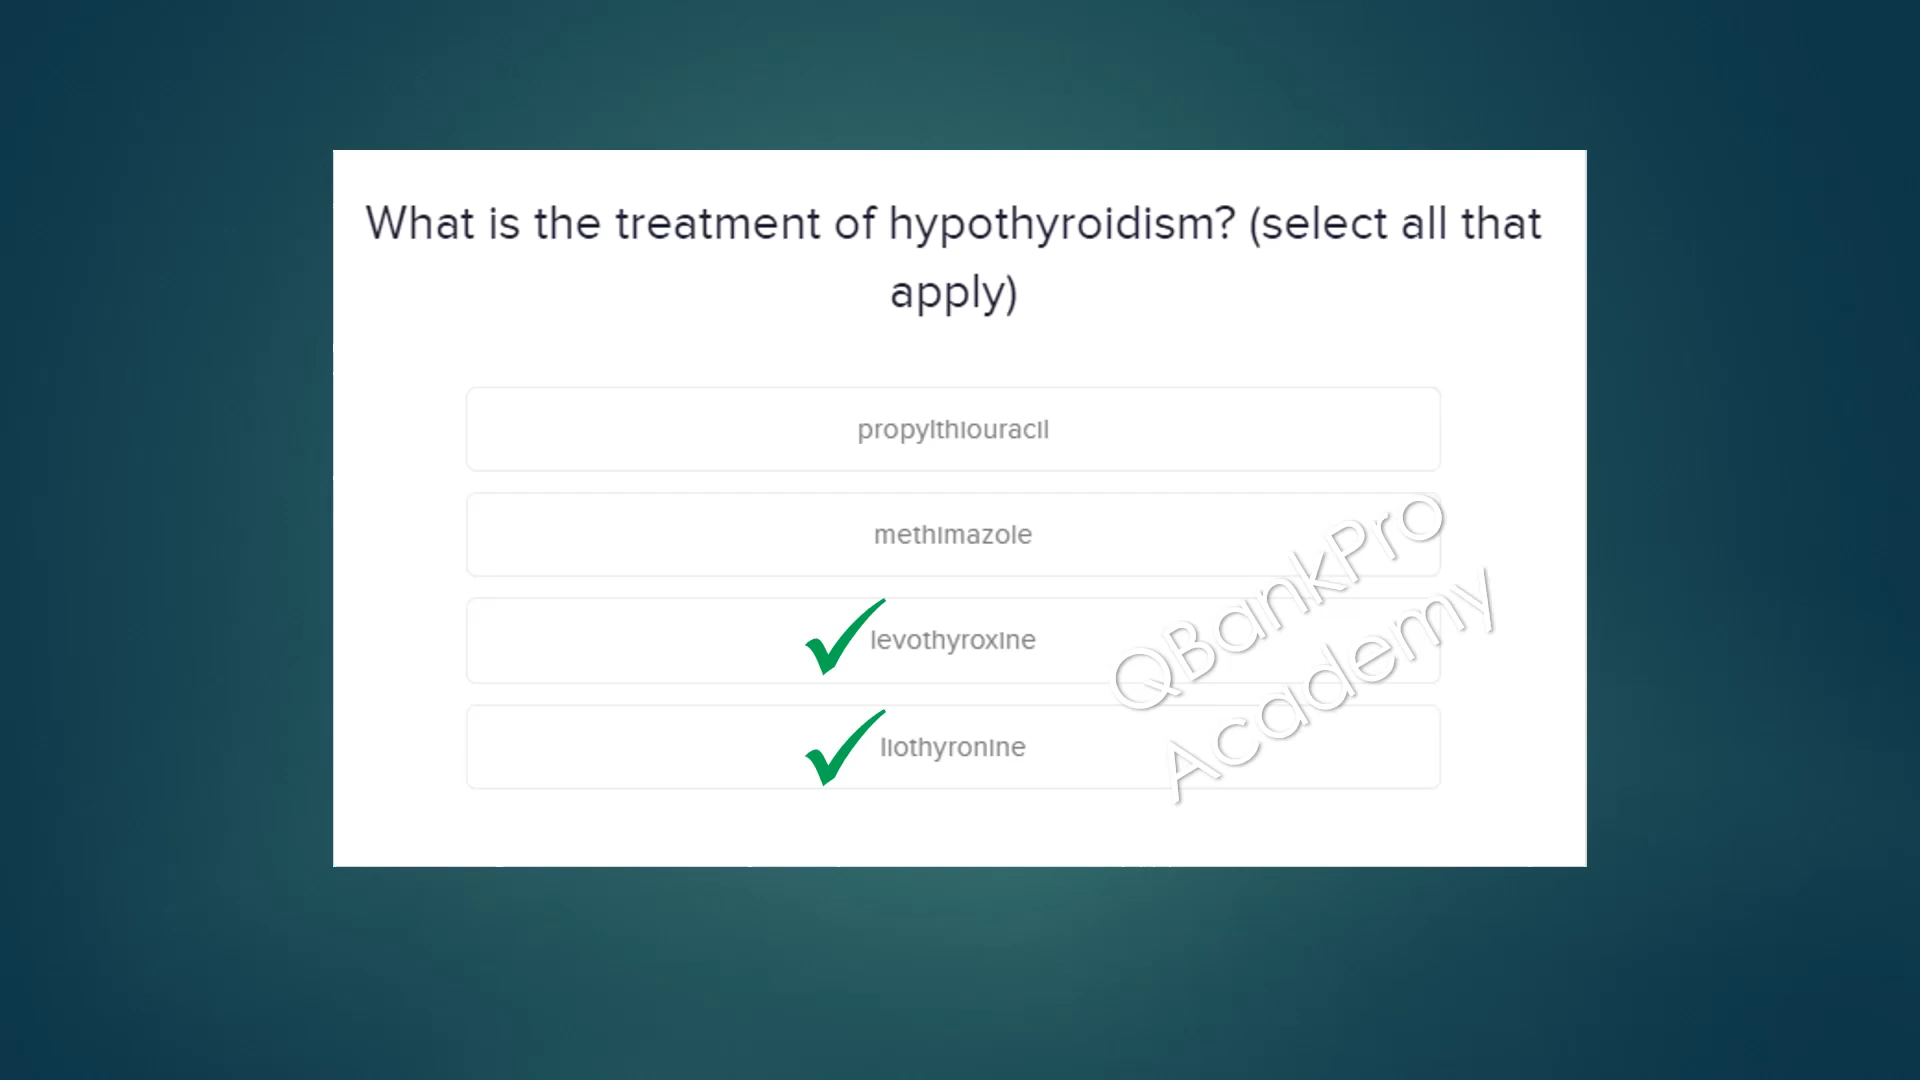 What is the treatment of hypothyroidism? (select all that
apply)
propylthiouracil
methimazole
levothyroxine
liothyronine
QBankPro
Academy